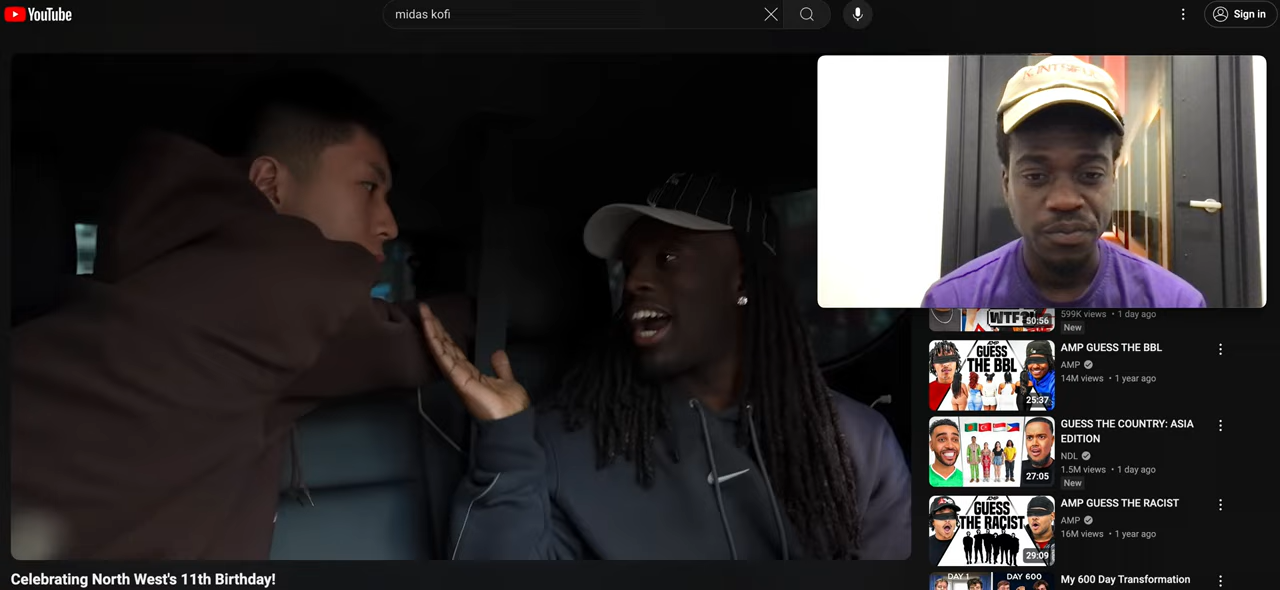 YouTube
midas kofi
Sign in
WTF
50:56
599K views • 1 day ago
New
AMP
GUESS
THE BBL
25:37
AMP GUESS THE BBL
AMP
14M views • 1 year ago
27:05
GUESS THE COUNTRY: ASIA
EDITION
NDL
1.5M views • 1 day ago
New
AMP
GUESS
THE RACIST
29:09
AMP GUESS THE RACIST
AMP
16M views • 1 year ago
DAY 1
DAY 600
My 600 Day Transformation
Celebrating North West's 11th Birthday!